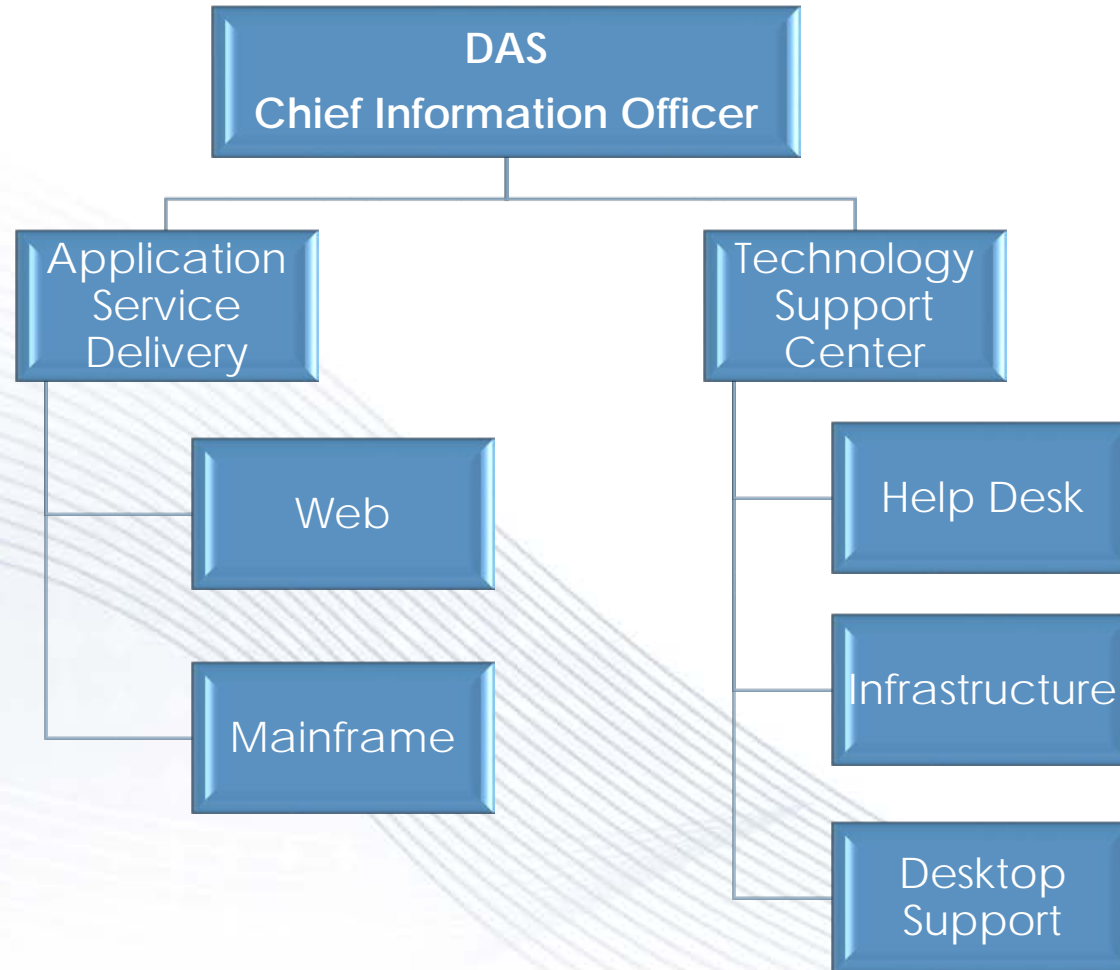 DAS
Chief Information Officer
Application
Service
Delivery
Web
Mainframe
Technology
Support
Center
Help Desk
Infrastructure
Desktop
Support